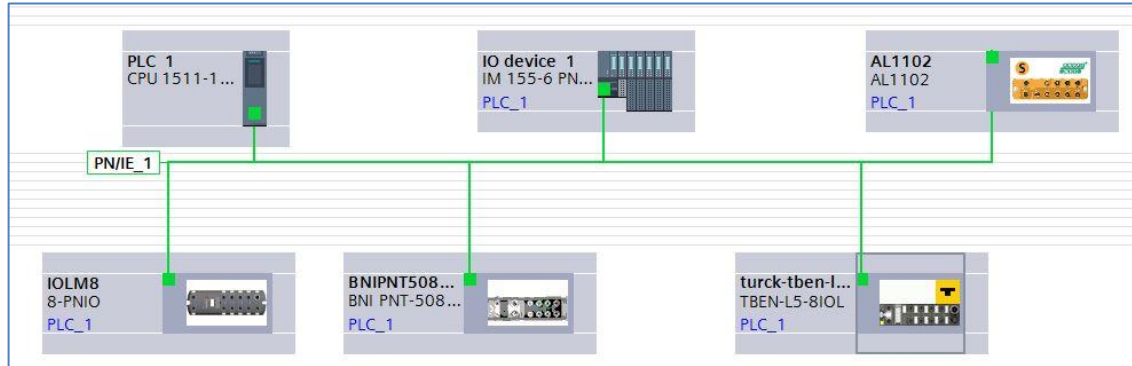 PLC_1
CPU 1511-1...
IO device_1
IM 155-6 PN...
PLC_1
AL1102
AL1102
PLC_1
PN/IE_1
IOLM8
8-PNIO
PLC_1
BNIPNT508...
BNI PNT-508...
PLC_1
turck-tben-l...
TBEN-L5-8IOL
PLC_1